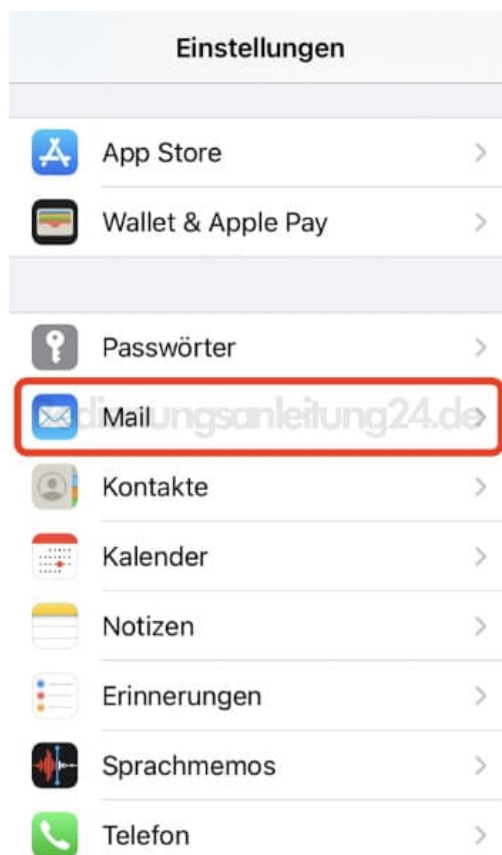 Einstellungen
App Store
Wallet & Apple Pay
Passwörter
Mail
Kontakte
Kalender
Notizen
Erinnerungen
Sprachmemos
Telefon